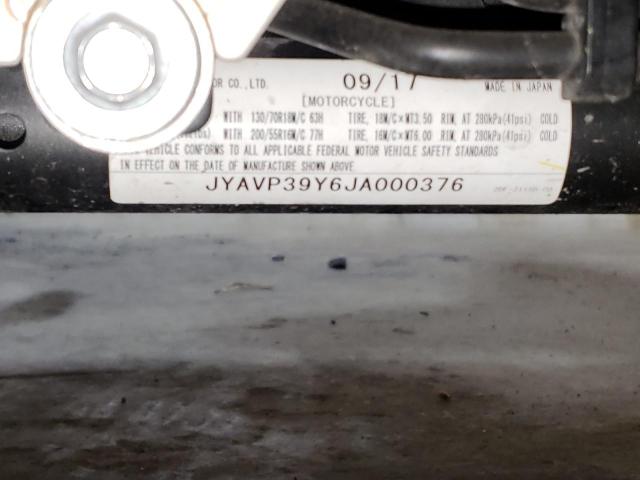 OR CO.,LTD. 09/17 MADE IN JAPAN
[MOTORCYCLE]
WITH 130/70R18M/C 63H TIRE, 18M/C×MT3.50 RIM, AT 280kPa(41psi) COLD
WITH 200/55R16M/C 77H TIRE, 16M/C×MT6.00 RIM, AT 280kPa(41psi) COLD
VEHICLE CONFORMS TO ALL APPLICABLE FEDERAL MOTOR VEHICLE SAFETY STANDARDS
IN EFFECT ON THE DATE OF MANUFACTURE SHOWN ABOVE.
JYAVP39Y6JA000376